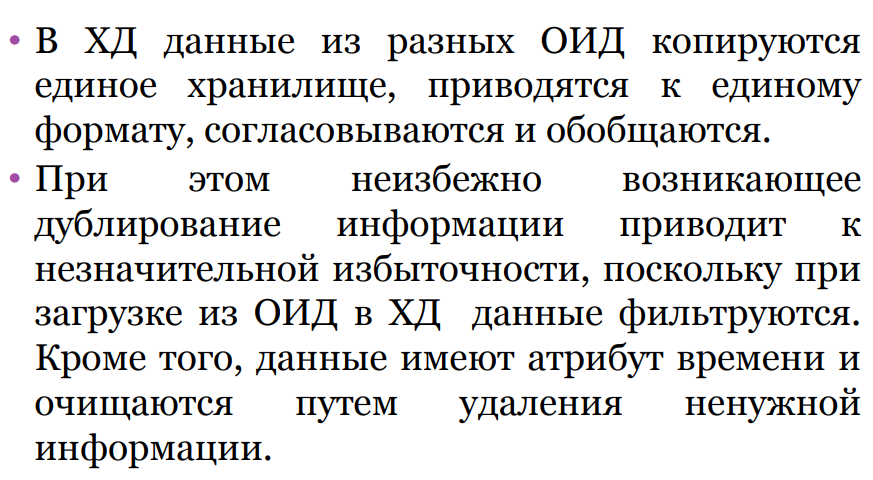 • В ХД данные из разных ОИД копируются
единое хранилище, приводятся к единому
формату, согласовываются и обобщаются.
• При этом неизбежно возникающее
дублирование информации приводит к
незначительной избыточности, поскольку при
загрузке из ОИД в ХД данные фильтруются.
Кроме того, данные имеют атрибут времени и
очищаются путем удаления ненужной
информации.